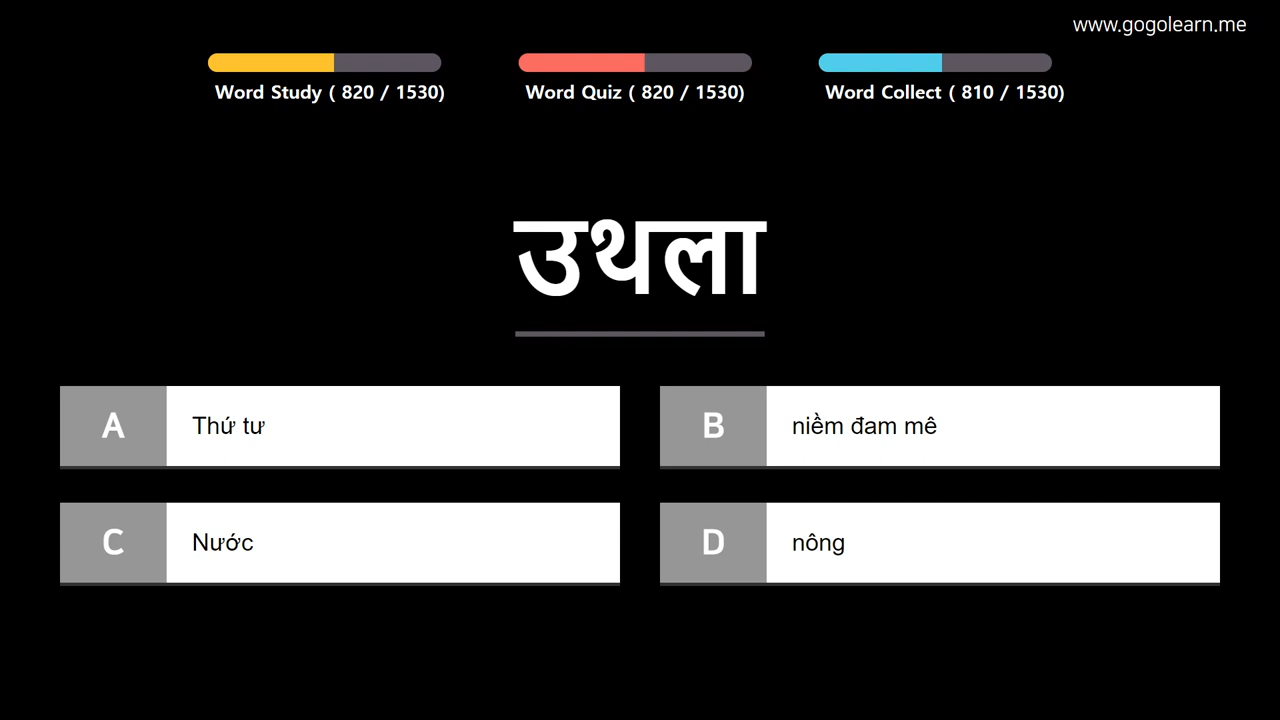 www.gogolearn.me
Word Study ( 820 / 1530)
Word Quiz ( 820 / 1530)
Word Collect ( 810 / 1530)
उथला
A
Thứ tư
B
niềm đam mê
C
Nước
D
nông